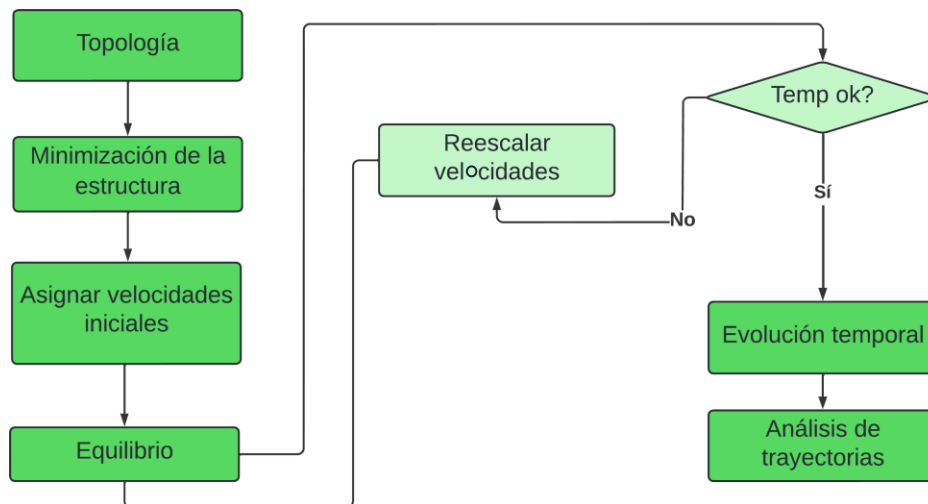 Topología
Minimización de la
estructura
Asignar velocidades
iniciales
Equilibrio
Reescalar
velocidades
No
Temp ok?
Sí
Evolución temporal
Análisis de
trayectorias